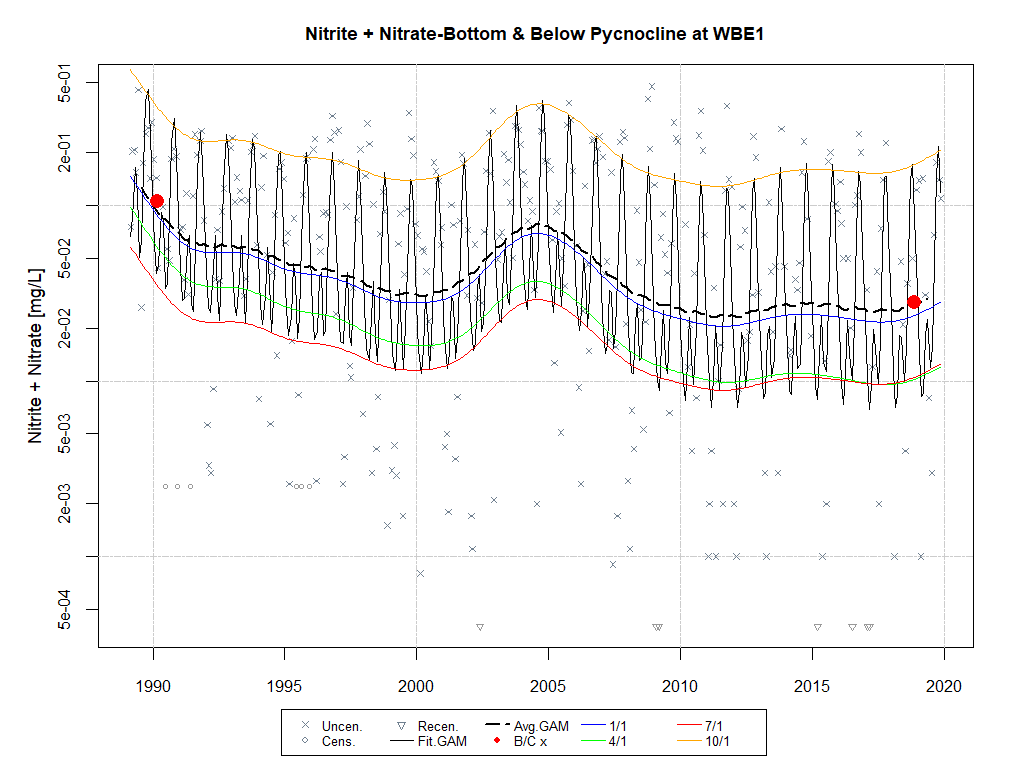 Nitrite + Nitrate-Bottom & Below Pycnocline at WBE1
Nitrite + Nitrate [mg/L]
5e-01
2e-01
5e-02
2e-02
5e-03
2e-03
5e-04
1990 1995 2000 2005 2010 2015 2020
Uncen. Recen. Avg.GAM 1/1 7/1
Cens. Fit.GAM B/C x 4/1 10/1